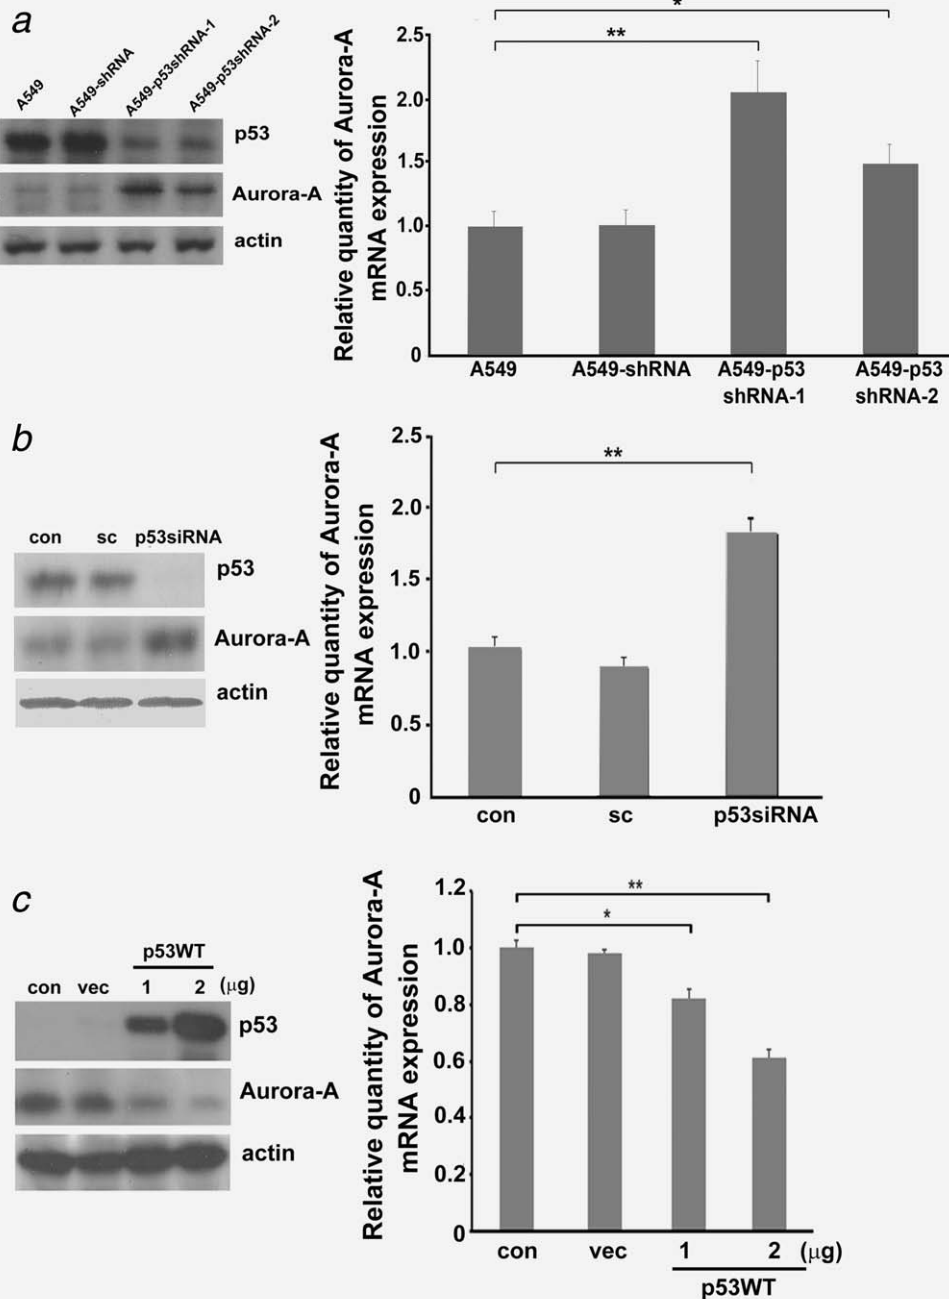 a
A549
A549-shRNA
A549-p53shRNA-1
A549-p53shRNA-2
p53
Aurora-A
actin
Relative quantity of Aurora-A
mRNA expression
2.5
2.0
1.5
1.0
0.5
0
*
**
A549
A549-shRNA
A549-p53
shRNA-1
A549-p53
shRNA-2
b
con sc p53siRNA
p53
Aurora-A
actin
Relative quantity of Aurora-A
mRNA expression
2.5
2.0
1.5
1.0
0.5
0
**
con sc p53siRNA
c
p53WT
con vec 1 2 (μg)
p53
Aurora-A
actin
Relative quantity of Aurora-A
mRNA expression
1.2
1.0
0.8
0.6
0.4
0.2
0
**
*
con vec 1 2 (μg)
p53WT